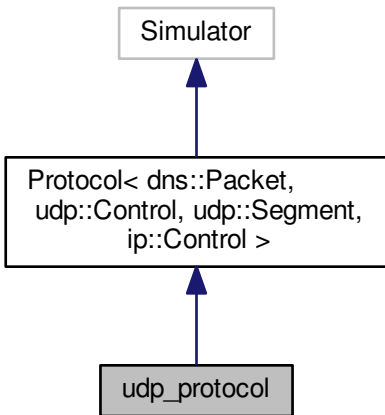 Simulator
Protocol< dns::Packet,
udp::Control, udp::Segment,
ip::Control >
udp_protocol